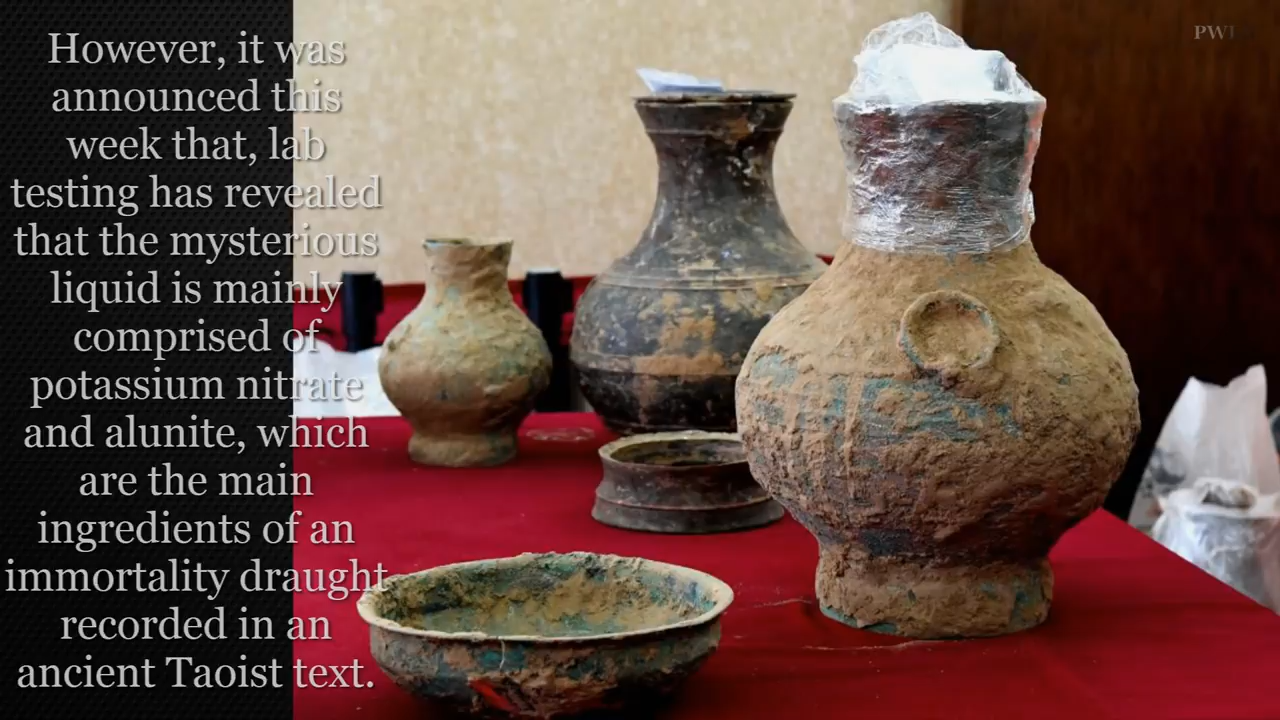 However, it was
announced this
week that, lab
testing has revealed
that the mysterious
liquid is mainly
comprised of
potassium nitrate
and alunite, which
are the main
ingredients of an
immortality draught
recorded in an
ancient Taoist text.